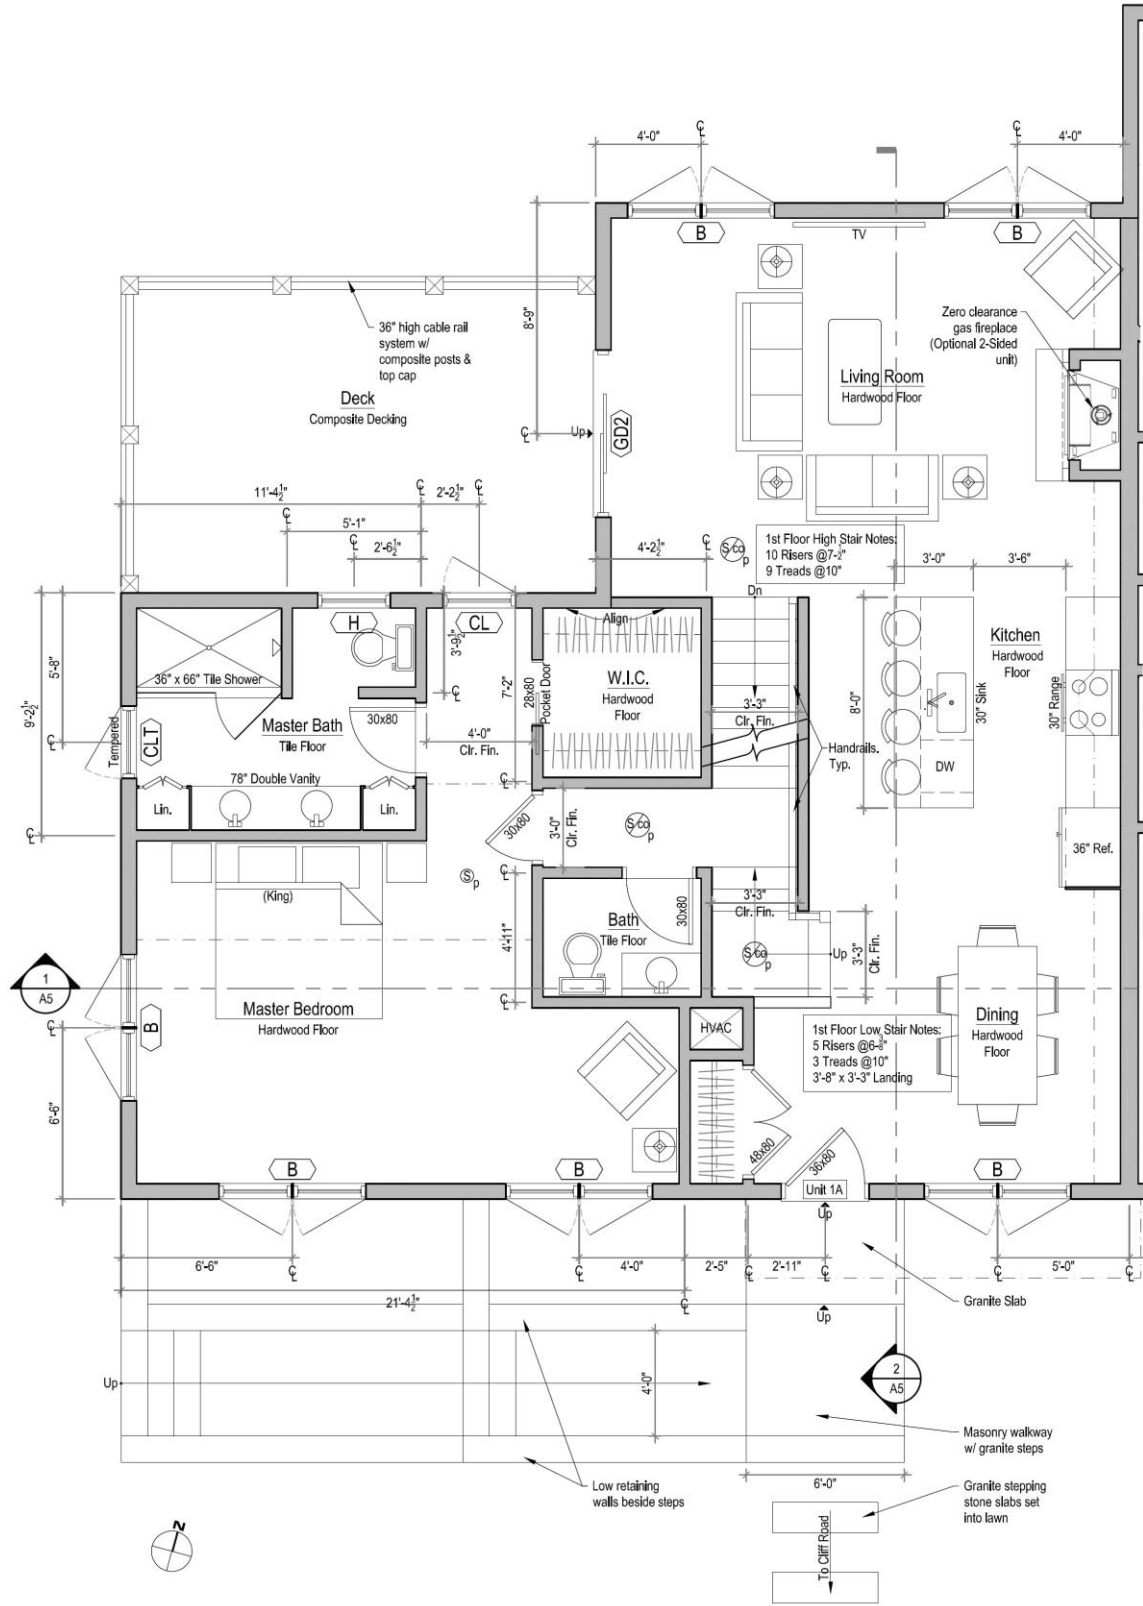 4'-0"
℄
℄
4'-0"
B
TV
B
8'-9"
36" high cable rail
system w/
composite posts &
top cap
Zero clearance
gas fireplace
(Optional 2-Sided
unit)
Deck
Composite Decking
Living Room
Hardwood Floor
℄
Up
GD2
11'-4½"
℄
2'-2½"
℄
℄
5'-1"
℄
2'-6½"
4'-2½"
℄
S/co
p
1st Floor High Stair Notes:
10 Risers @7-½"
9 Treads @10"
3'-0"
3'-6"
Dn
℄
H
CL
Align
3'-9½"
5'-8"
9'-2½"
36" x 66" Tile Shower
℄
7'-2"
28x80
Pocket Door
W.I.C.
Hardwood
Floor
Kitchen
Hardwood
Floor
30" Sink
30" Range
8'-0"
3'-3"
Clr. Fin.
Tempered
CLT
℄
Master Bath
Tile Floor
30x80
4'-0"
Clr. Fin.
Handrails.
Typ.
DW
78" Double Vanity
℄
Lin.
Lin.
30x80
3'-0"
Clr. Fin.
S/co
p
℄
36" Ref.
S
p
℄
(King)
3'-3"
Clr. Fin.
4'-11"
Bath
Tile Floor
30x80
S/co
p
Up
3'-3"
Clr. Fin.
1
A5
Master Bedroom
Hardwood Floor
℄
℄
B
HVAC
1st Floor Low Stair Notes:
3 Treads @10"
3'-8" x 3'-3" Landing
Dining
Hardwood
Floor
6'-6"
48x80
36x80
B
B
B
Unit 1A
Up
6'-6"
℄
℄
4'-0"
2'-5"
℄
2'-11"
℄
℄
5'-0"
℄
21'-4½"
℄
Up
Granite Slab
Up
4'-0"
2
A5
Masonry walkway
w/ granite steps
6'-0"
Low retaining
walls beside steps
Granite stepping
stone slabs set
into lawn
N
To Cliff Road